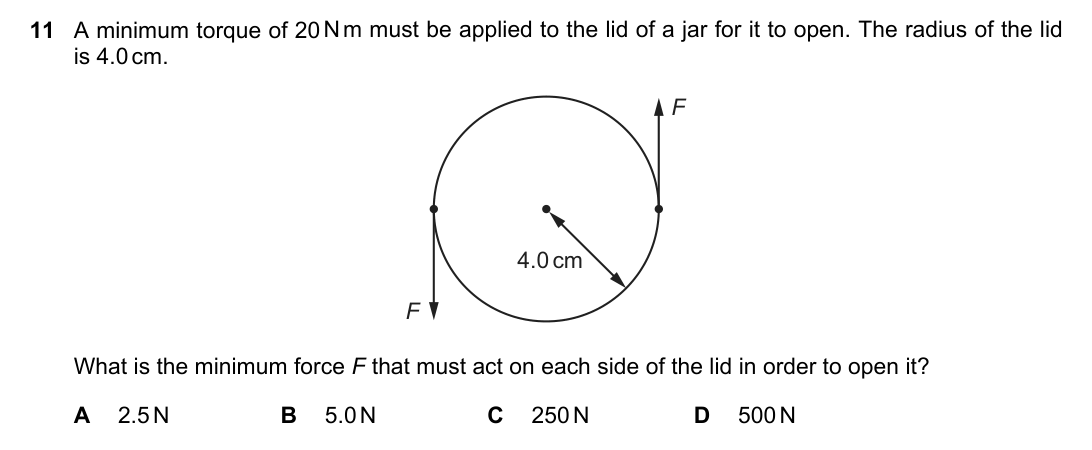 11 A minimum torque of 20 N m must be applied to the lid of a jar for it to open. The radius of the lid
is 4.0 cm.
F
4.0 cm
F
What is the minimum force F that must act on each side of the lid in order to open it?
A 2.5 N B 5.0 N C 250 N D 500 N